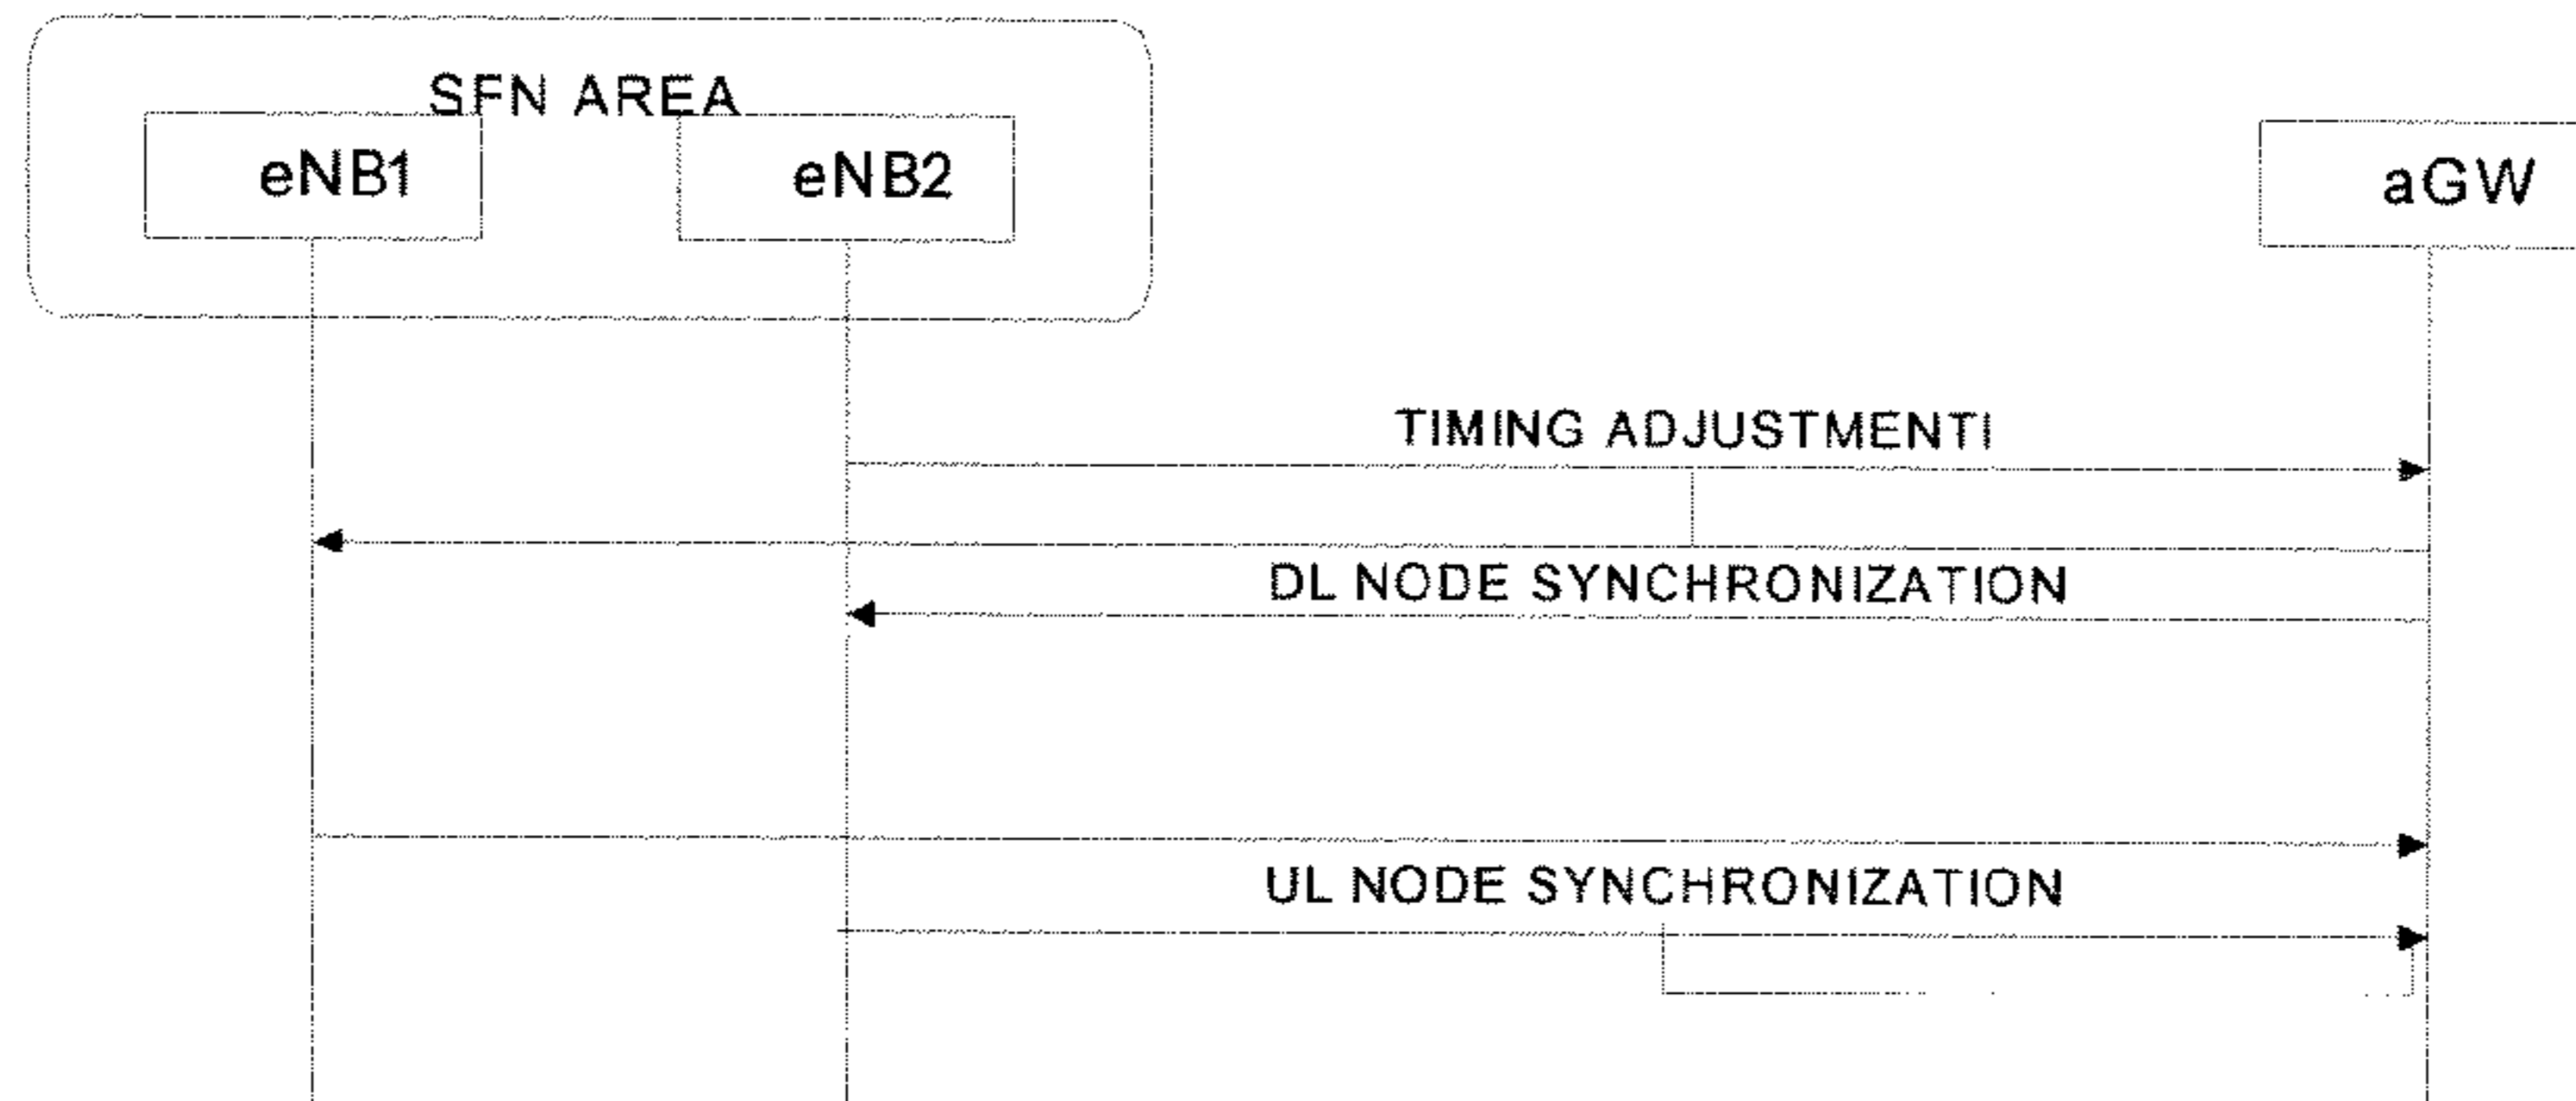 SFN AREA
eNB1
eNB2
aGW
TIMING ADJUSTMENTI
DL NODE SYNCHRONIZATION
UL NODE SYNCHRONIZATION